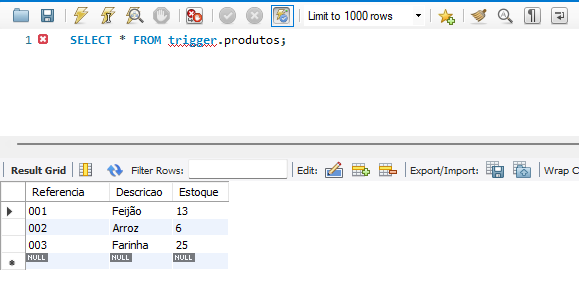 Limit to 1000 rows
1 SELECT * FROM trigger.produtos;
Result Grid Filter Rows: Edit: Export/Import: Wrap C
Referencia Descricao Estoque
001 Feijão 13
002 Arroz 6
003 Farinha 25
NULL NULL NULL